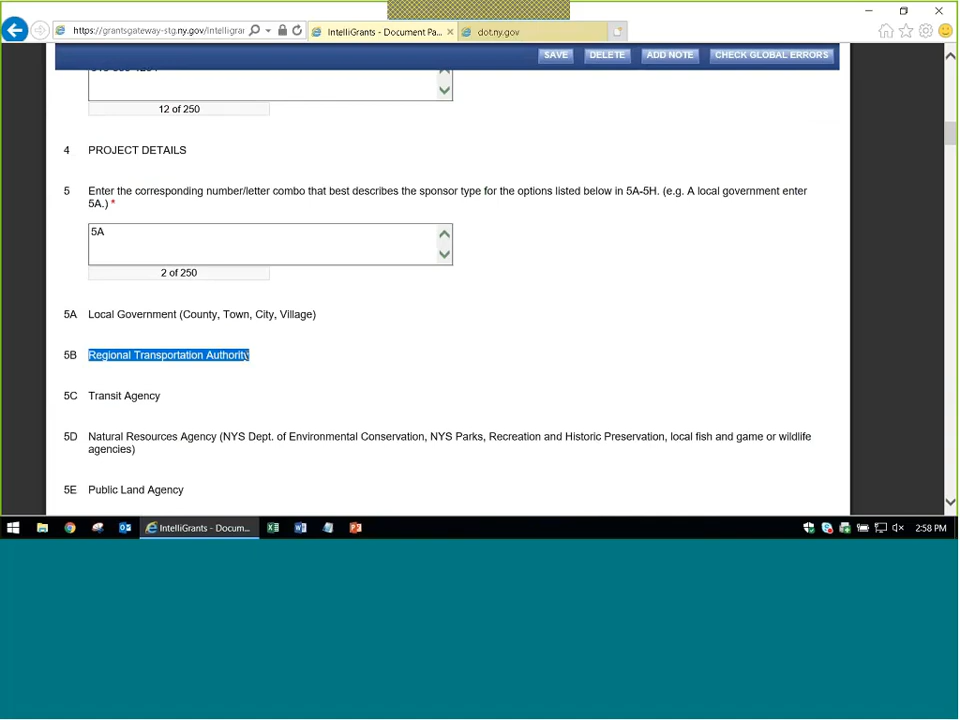 https://grantsgateway-stg.ny.gov/Intelligrar
IntelliGrants - Document Pa...
dot.ny.gov
SAVE
DELETE
ADD NOTE
CHECK GLOBAL ERRORS
12 of 250
4 PROJECT DETAILS
5 Enter the corresponding number/letter combo that best describes the sponsor type for the options listed below in 5A-5H. (e.g. A local government enter
5A.) *
5A
2 of 250
5A Local Government (County, Town, City, Village)
5B Regional Transportation Authority
5C Transit Agency
5D Natural Resources Agency (NYS Dept. of Environmental Conservation, NYS Parks, Recreation and Historic Preservation, local fish and game or wildlife
agencies)
5E Public Land Agency
IntelliGrants - Docum...
2:58 PM